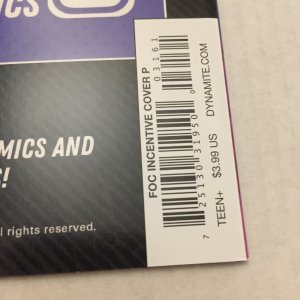 ICS
MICS AND
S!
ll rights reserved.
FOC INCENTIVE COVER P
03161
7 25130 31950 0
TEEN+ $3.99 US DYNAMITE.COM